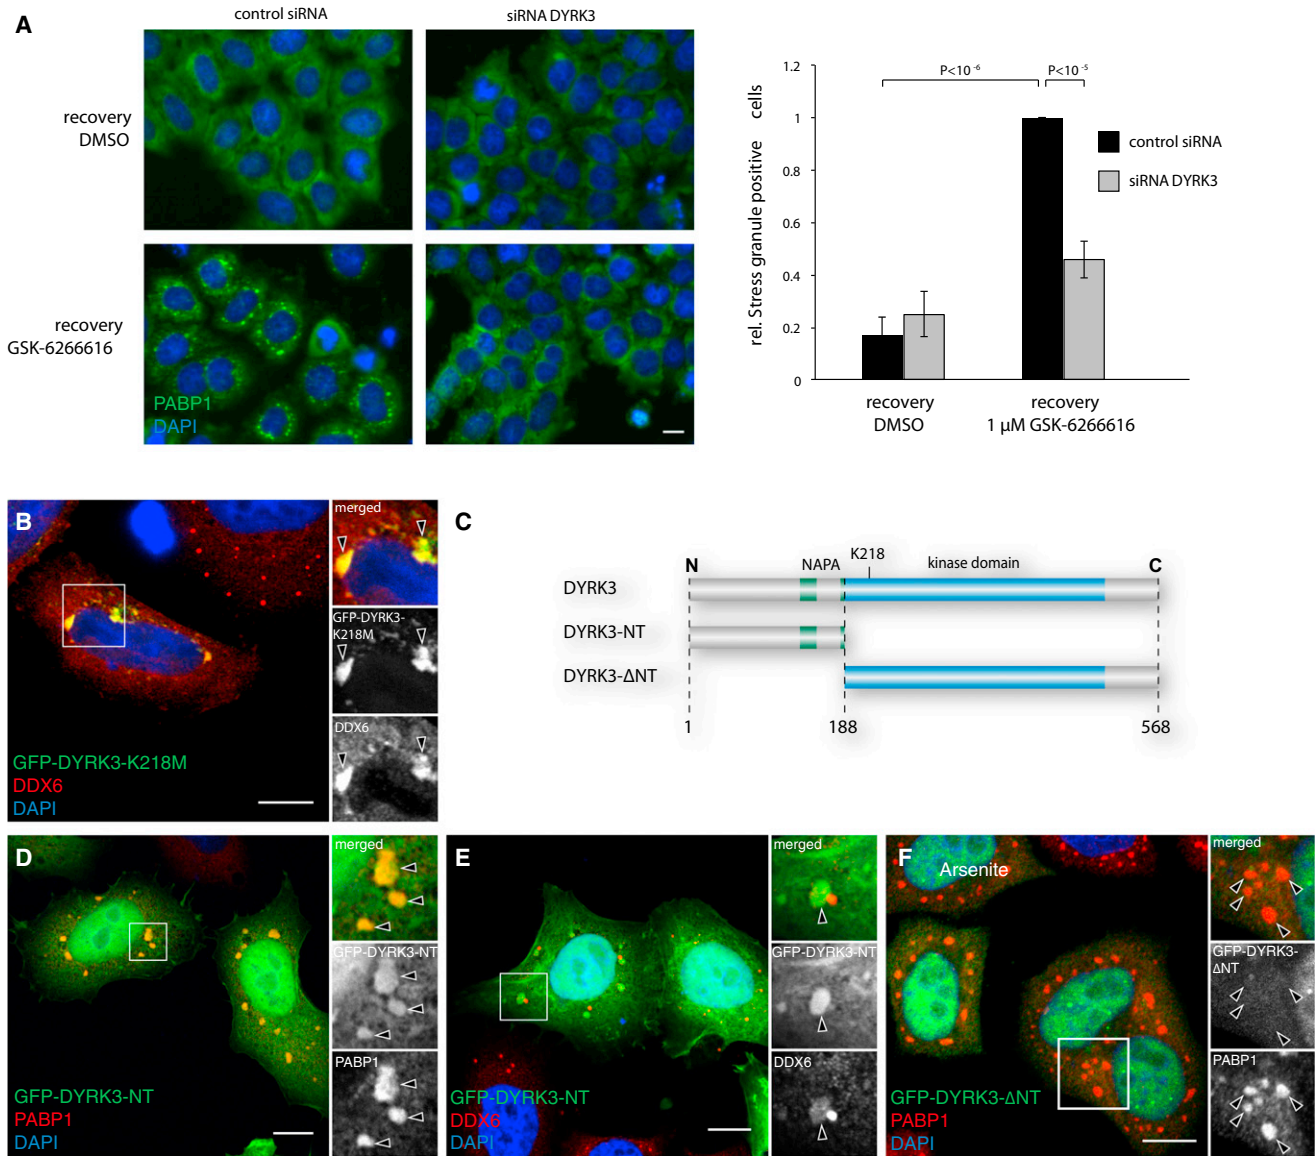 A
control siRNA
siRNA DYRK3
recovery
DMSO
recovery
GSK-6266616
PABP1
DAPI
rel. Stress granule positive cells
1.2
1
0.8
0.6
0.4
0.2
0
P<10 -6
P<10 -5
control siRNA
siRNA DYRK3
recovery
DMSO
recovery
1 µM GSK-6266616
B
GFP-DYRK3-K218M
DDX6
DAPI
merged
GFP-DYRK3-
K218M
DDX6
C
K218
N
NAPA
kinase domain
C
DYRK3
DYRK3-NT
DYRK3-ΔNT
1
188
568
D
GFP-DYRK3-NT
PABP1
DAPI
merged
GFP-DYRK3-NT
PABP1
E
GFP-DYRK3-NT
DDX6
DAPI
merged
GFP-DYRK3-NT
DDX6
F
Arsenite
GFP-DYRK3-ΔNT
PABP1
DAPI
merged
GFP-DYRK3-
ΔNT
PABP1